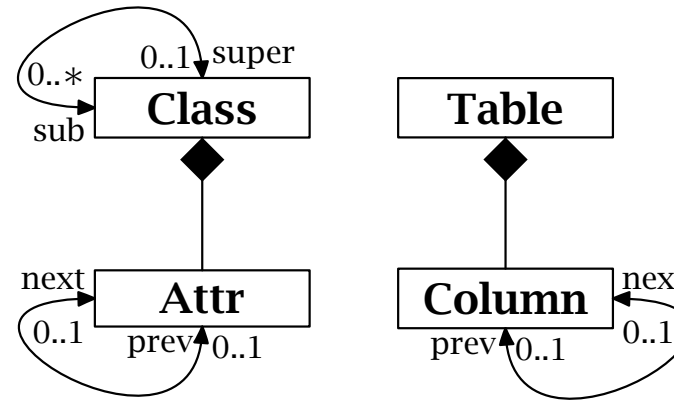 0..1 super
0..*
Class
sub
Table
next
Attr
0..1
prev 0..1
Column
nex
0..1
prev 0..1